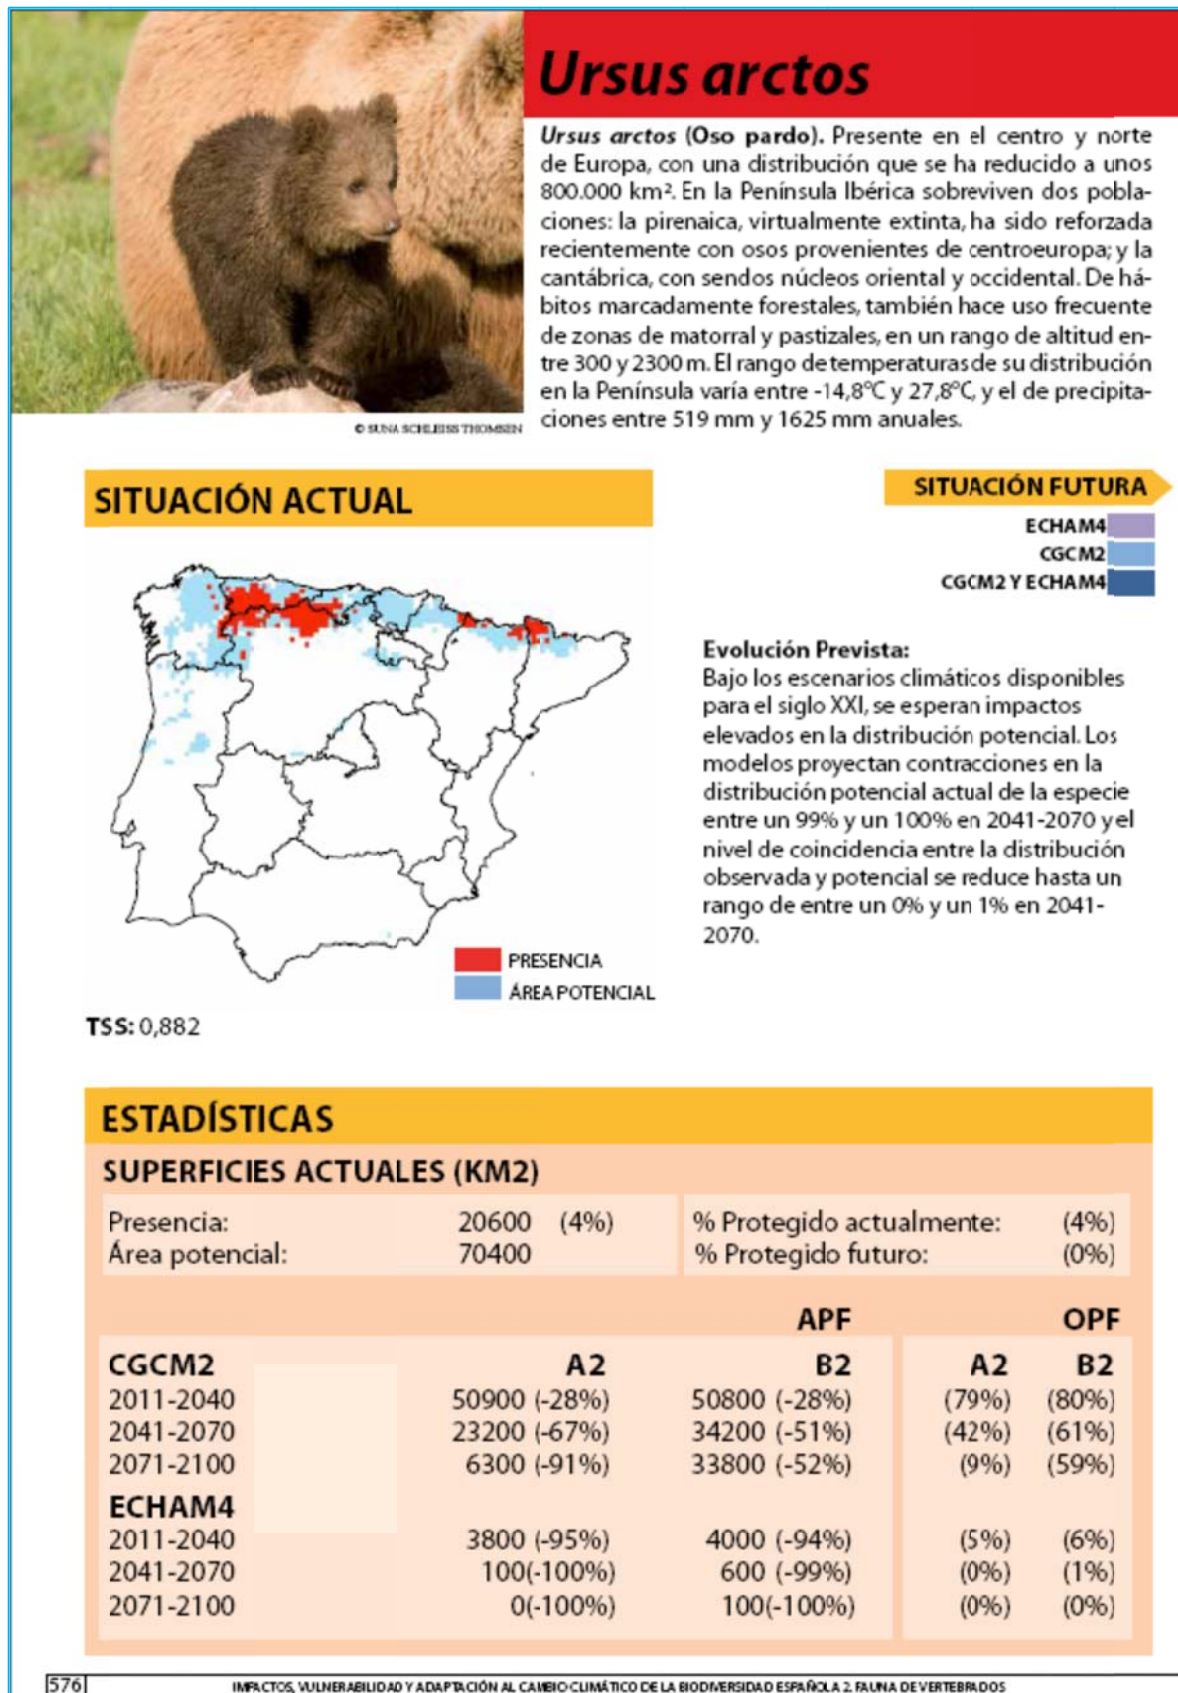 Ursus arctos
Ursus arctos (Oso pardo). Presente en el centro y norte
de Europa, con una distribución que se ha reducido a unos
800.000 km². En la Península Ibérica sobreviven dos pobla-
ciones: la pirenaica, virtualmente extinta, ha sido reforzada
recientemente con osos provenientes de centroeuropa; y la
cantábrica, con sendos núcleos oriental y occidental. De há-
bitos marcadamente forestales, también hace uso frecuente
de zonas de matorral y pastizales, en un rango de altitud en-
tre 300 y 2300 m. El rango de temperaturas de su distribución
en la Península varía entre -14,8°C y 27,8°C, y el de precipita-
ciones entre 519 mm y 1625 mm anuales.
© SUNA SCHLEISS THOMSEN
SITUACIÓN ACTUAL
PRESENCIA
ÁREA POTENCIAL
TSS: 0,882
SITUACIÓN FUTURA
ECHAM4
CGCM2
CGCM2 Y ECHAM4
Evolución Prevista:
Bajo los escenarios climáticos disponibles
para el siglo XXI, se esperan impactos
elevados en la distribución potencial. Los
modelos proyectan contracciones en la
distribución potencial actual de la especie
entre un 99% y un 100% en 2041-2070 y el
nivel de coincidencia entre la distribución
observada y potencial se reduce hasta un
rango de entre un 0% y un 1% en 2041-
2070.
ESTADÍSTICAS
SUPERFICIES ACTUALES (KM2)
Presencia: 20600 (4%) % Protegido actualmente: (4%)
Área potencial: 70400 % Protegido futuro: (0%)
APF OPF
CGCM2 A2 B2 A2 B2
2011-2040 50900 (-28%) 50800 (-28%) (79%) (80%)
2041-2070 23200 (-67%) 34200 (-51%) (42%) (61%)
2071-2100 6300 (-91%) 33800 (-52%) (9%) (59%)
ECHAM4
2011-2040 3800 (-95%) 4000 (-94%) (5%) (6%)
2041-2070 100(-100%) 600 (-99%) (0%) (1%)
2071-2100 0(-100%) 100(-100%) (0%) (0%)
576 IMPACTOS, VULNERABILIDAD Y ADAPTACIÓN AL CAMBIO CLIMÁTICO DE LA BIODIVERSIDAD ESPAÑOLA 2. FAUNA DE VERTEBRADOS